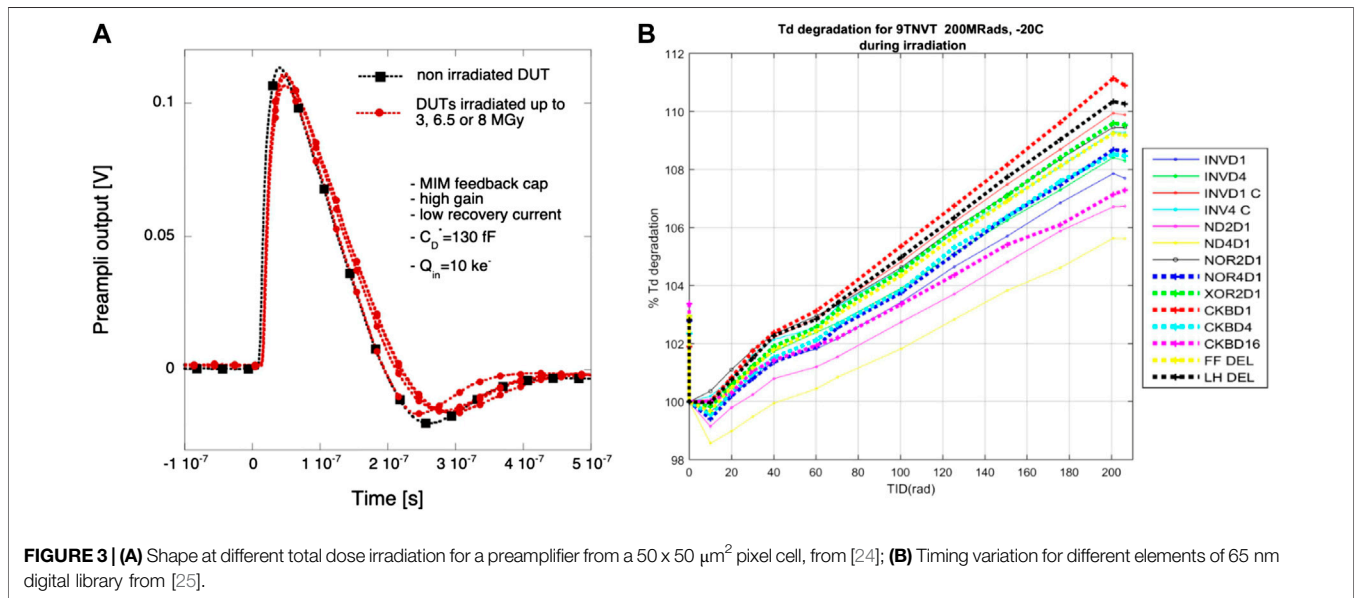 A
0.1
0.05
0
-1 10⁻⁷
0
1 10⁻⁷
2 10⁻⁷
3 10⁻⁷
4 10⁻⁷
5 10⁻⁷
Preampli output [V]
Time [s]
non irradiated DUT
DUTs irradiated up to
3, 6.5 or 8 MGy
- MIM feedback cap
- high gain
- low recovery current
- C_D*=130 fF
- Q_in=10 ke⁻
B
Td degradation for 9TNVT 200MRads, -20C
during irradiation
112
110
108
106
104
102
100
98
0
20
40
60
80
100
120
140
160
180
200
% Td degradation
TID(rad)
INVD1
INVD4
INVD1 C
INV4 C
ND2D1
ND4D1
NOR2D1
NOR4D1
XOR2D1
CKBD1
CKBD4
CKBD16
FF DEL
LH DEL
FIGURE 3 | (A) Shape at different total dose irradiation for a preamplifier from a 50 x 50 μm² pixel cell, from [24]; (B) Timing variation for different elements of 65 nm
digital library from [25].